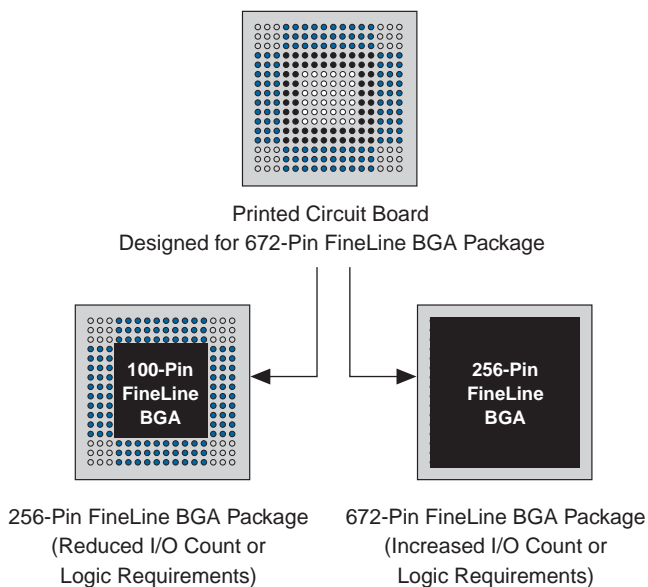 Printed Circuit Board
Designed for 672-Pin FineLine BGA Package
100-Pin
FineLine
BGA
256-Pin
FineLine
BGA
256-Pin FineLine BGA Package
(Reduced I/O Count or
Logic Requirements)
672-Pin FineLine BGA Package
(Increased I/O Count or
Logic Requirements)